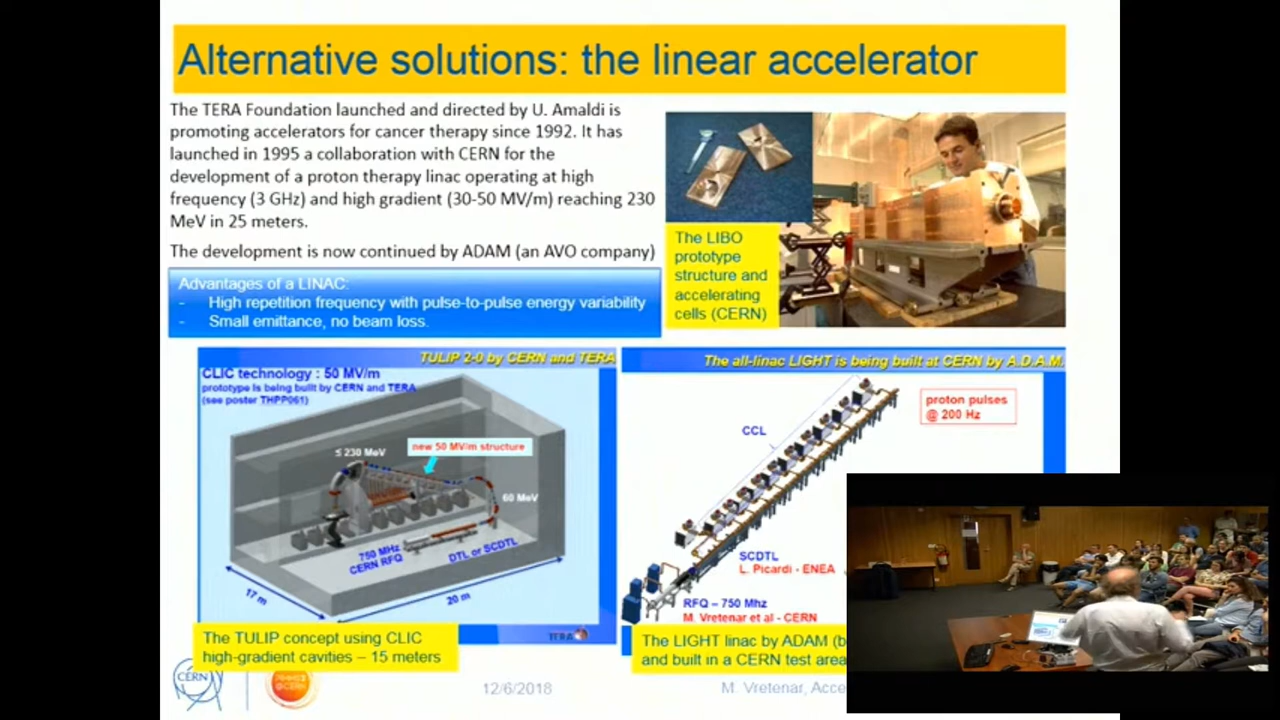 Alternative solutions: the linear accelerator
The TERA Foundation launched and directed by U. Amaldi is
promoting accelerators for cancer therapy since 1992. It has
launched in 1995 a collaboration with CERN for the
development of a proton therapy linac operating at high
frequency (3 GHz) and high gradient (30-50 MV/m) reaching 230
MeV in 25 meters.
The development is now continued by ADAM (an AVO company)
Advantages of a LINAC:
- High repetition frequency with pulse-to-pulse energy variability
- Small emittance, no beam loss.
The LIBO
prototype
structure and
accelerating
cells (CERN)
TULIP 2-0 by CERN and TERA
CLIC technology : 50 MV/m
prototype is being built by CERN and TERA
(see poster THPP061)
≤ 230 MeV
new 50 MV/m structure
60 MeV
750 MHz
CERN RFQ
DTL or SCDTL
17 m
20 m
TERA
The TULIP concept using CLIC
high-gradient cavities – 15 meters
The all-linac LIGHT is being built at CERN by A.D.A.M.
proton pulses
@ 200 Hz
CCL
SCDTL
L. Picardi - ENEA
RFQ – 750 Mhz
M. Vretenar et al - CERN
The LIGHT linac by ADAM (b
and built in a CERN test area
CERN
@CERN
12/6/2018
M. Vretenar, Acce